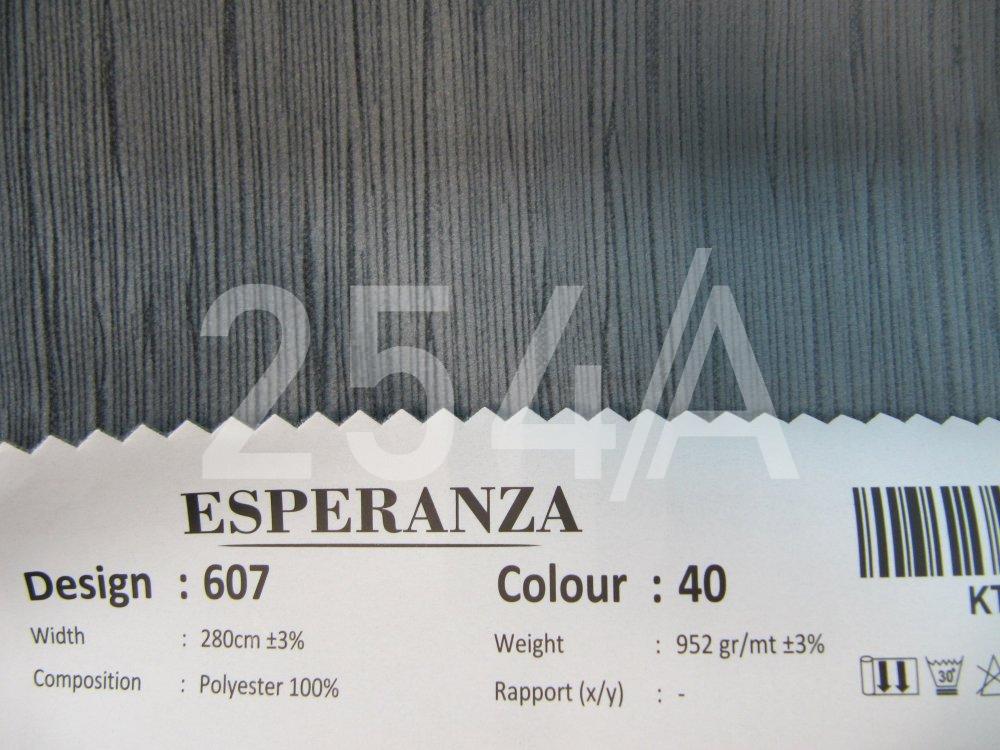 254/A
ESPERANZA
Design : 607
Colour : 40
Width : 280cm ±3%
Weight : 952 gr/mt ±3%
Composition : Polyester 100%
Rapport (x/y) : -
KT
30°